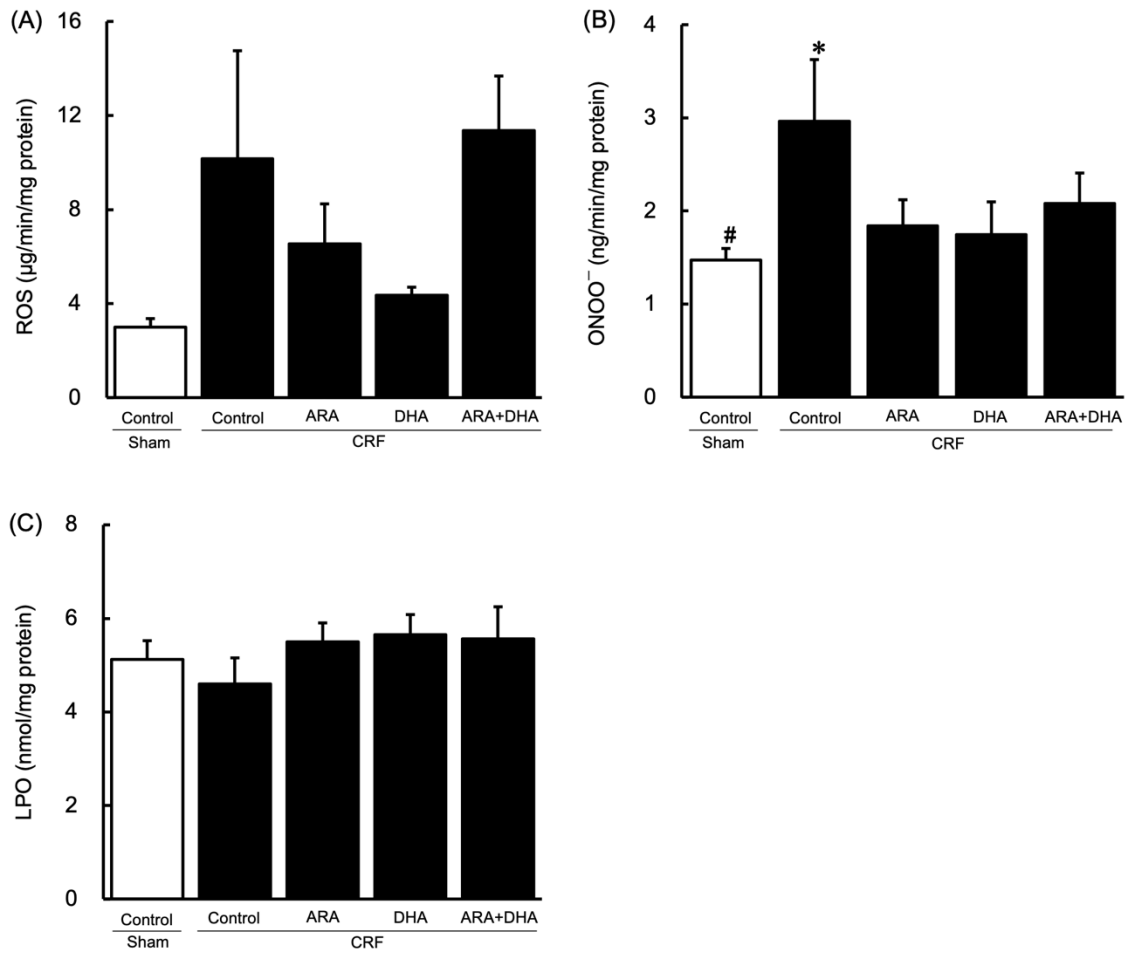 (A)
ROS (μg/min/mg protein)
16
12
8
4
0
Control Control ARA DHA ARA+DHA
Sham CRF
(B)
ONOO⁻ (ng/min/mg protein)
4
3
2
1
0
#
*
Control Control ARA DHA ARA+DHA
Sham CRF
(C)
LPO (nmol/mg protein)
8
6
4
2
0
Control Control ARA DHA ARA+DHA
Sham CRF